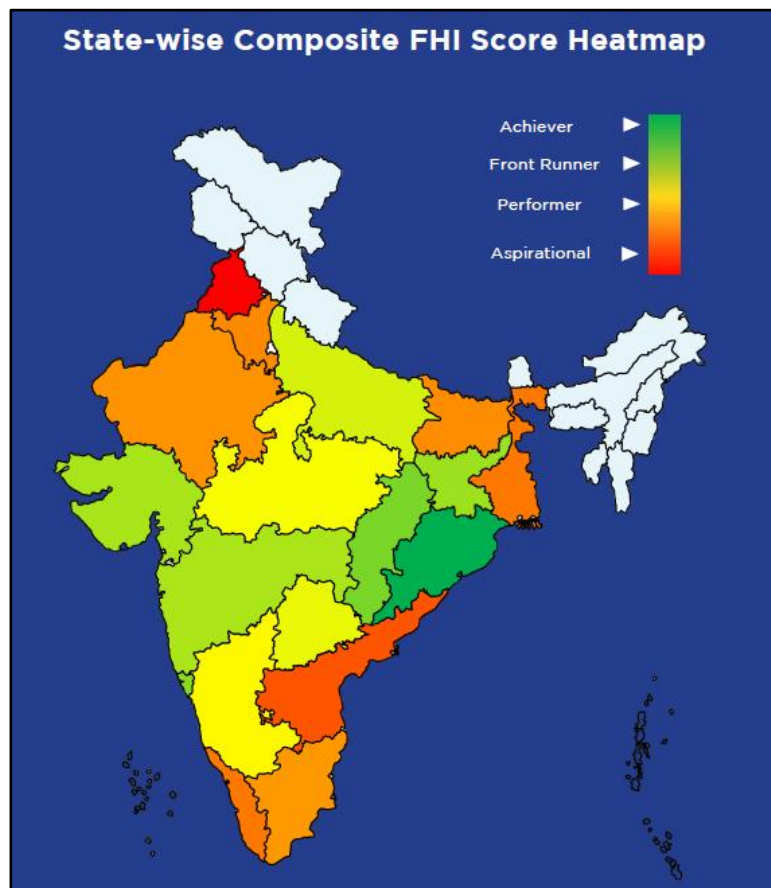 State-wise Composite FHI Score Heatmap
Achiever
Front Runner
Performer
Aspirational